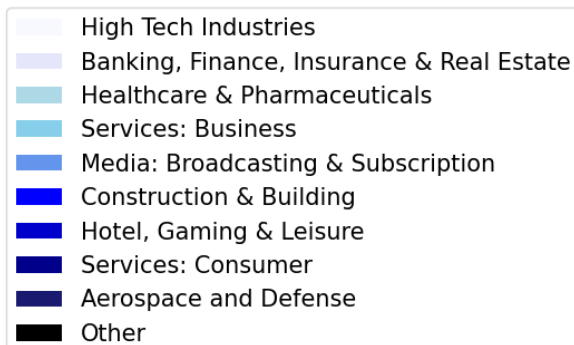 High Tech Industries
Banking, Finance, Insurance & Real Estate
Healthcare & Pharmaceuticals
Services: Business
Media: Broadcasting & Subscription
Construction & Building
Hotel, Gaming & Leisure
Services: Consumer
Aerospace and Defense
Other